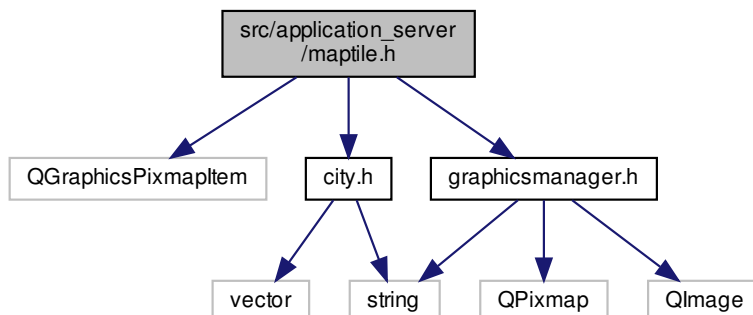 src/application_server
/maptile.h
QGraphicsPixmapItem
city.h
graphicsmanager.h
vector
string
QPixmap
QImage